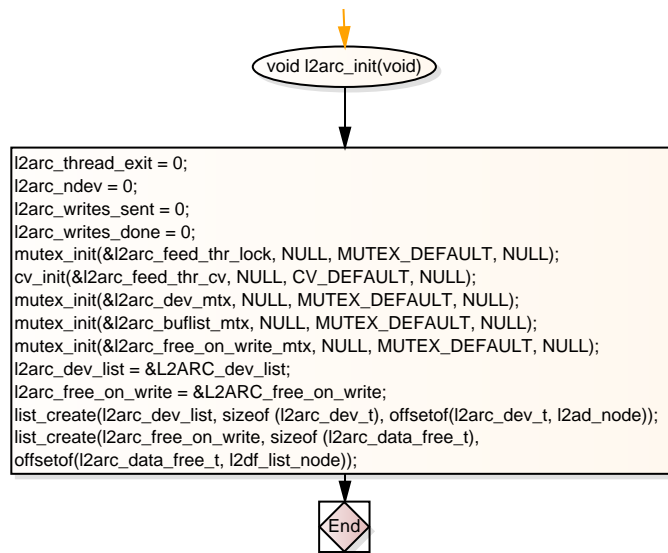 void l2arc_init(void)
l2arc_thread_exit = 0;
l2arc_ndev = 0;
l2arc_writes_sent = 0;
l2arc_writes_done = 0;
mutex_init(&l2arc_feed_thr_lock, NULL, MUTEX_DEFAULT, NULL);
cv_init(&l2arc_feed_thr_cv, NULL, CV_DEFAULT, NULL);
mutex_init(&l2arc_dev_mtx, NULL, MUTEX_DEFAULT, NULL);
mutex_init(&l2arc_buflist_mtx, NULL, MUTEX_DEFAULT, NULL);
mutex_init(&l2arc_free_on_write_mtx, NULL, MUTEX_DEFAULT, NULL);
l2arc_dev_list = &L2ARC_dev_list;
l2arc_free_on_write = &L2ARC_free_on_write;
list_create(l2arc_dev_list, sizeof (l2arc_dev_t), offsetof(l2arc_dev_t, l2ad_node));
list_create(l2arc_free_on_write, sizeof (l2arc_data_free_t),
offsetof(l2arc_data_free_t, l2df_list_node));
End